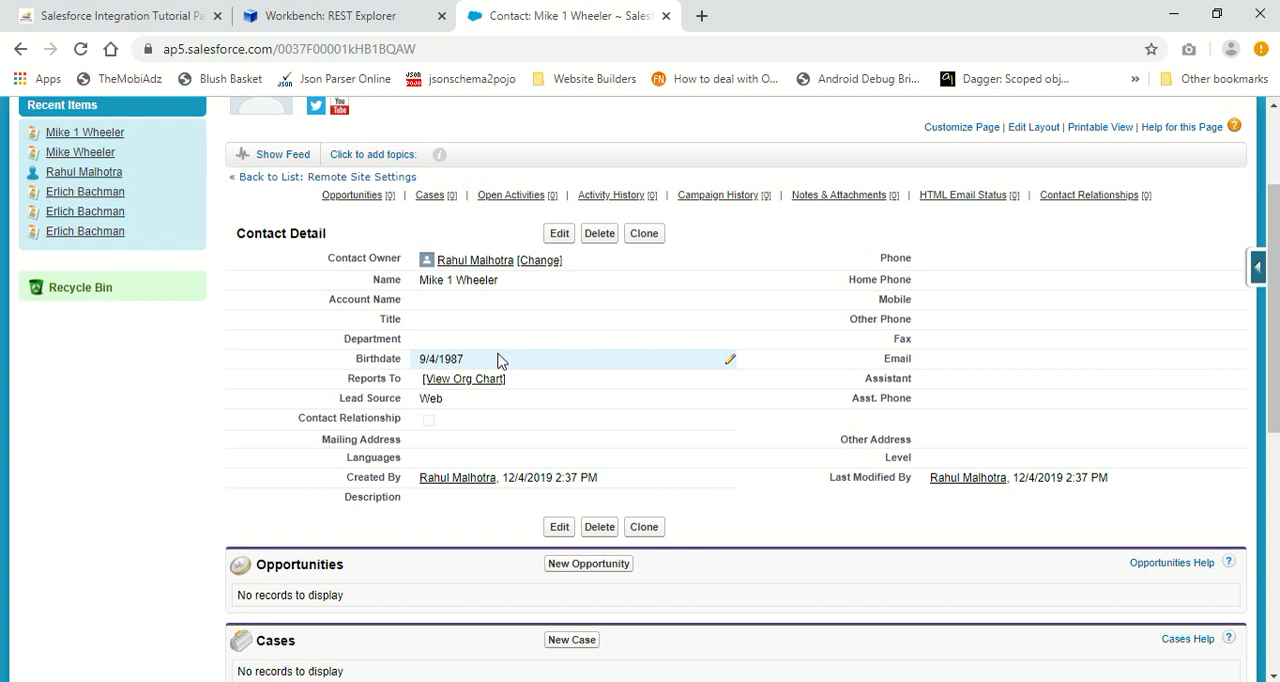 Salesforce Integration Tutorial Pa
Workbench: REST Explorer
Contact: Mike 1 Wheeler ~ Sales
ap5.salesforce.com/0037F00001kHB1BQAW
Apps
TheMobiAdz
Blush Basket
JSON
Json Parser Online
JSON
POJO
jsonschema2pojo
Website Builders
FN
How to deal with O...
Android Debug Bri...
Dagger: Scoped obj...
»
Other bookmarks
Recent Items
Mike 1 Wheeler
Mike Wheeler
Rahul Malhotra
Erlich Bachman
Erlich Bachman
Erlich Bachman
Recycle Bin
You
Tube
Customize Page | Edit Layout | Printable View | Help for this Page ?
Show Feed
Click to add topics:
« Back to List: Remote Site Settings
Opportunities [0] | Cases [0] | Open Activities [0] | Activity History [0] | Campaign History [0] | Notes & Attachments [0] | HTML Email Status [0] | Contact Relationships [0]
Contact Detail
Edit Delete Clone
Contact Owner Rahul Malhotra [Change]
Phone
Name Mike 1 Wheeler
Home Phone
Account Name
Mobile
Title
Other Phone
Department
Fax
Birthdate 9/4/1987
Email
Reports To [View Org Chart]
Assistant
Lead Source Web
Asst. Phone
Contact Relationship
Mailing Address
Other Address
Languages
Level
Created By Rahul Malhotra, 12/4/2019 2:37 PM
Last Modified By Rahul Malhotra, 12/4/2019 2:37 PM
Description
Edit Delete Clone
Opportunities
New Opportunity
Opportunities Help ?
No records to display
Cases
New Case
Cases Help ?
No records to display